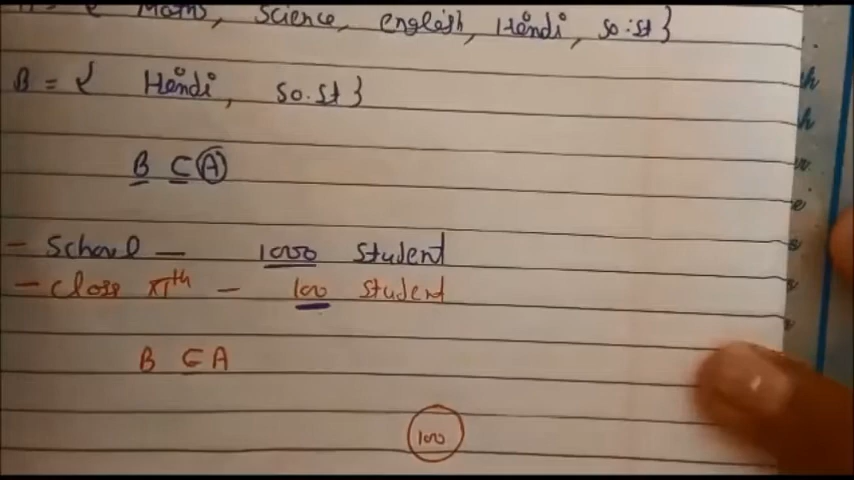 Maths, Science, english, Hindi, so.st}
B = { Hindi, so.st}
B ⊂ A
- School - 1000 Student
- Class XIth - 100 Student
B ⊂ A
100